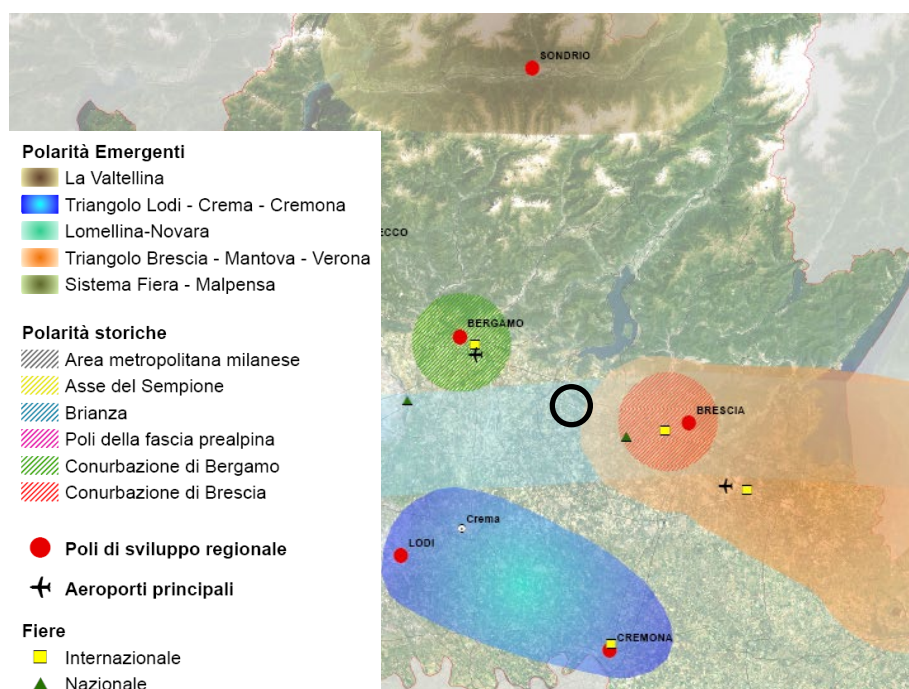 SONDRIO
Polarità Emergenti
La Valtellina
Triangolo Lodi - Crema - Cremona
Lomellina-Novara
Triangolo Brescia - Mantova - Verona
Sistema Fiera - Malpensa
Polarità storiche
Area metropolitana milanese
Asse del Sempione
Brianza
Poli della fascia prealpina
Conurbazione di Bergamo
Conurbazione di Brescia
Poli di sviluppo regionale
Aeroporti principali
Fiere
Internazionale
Nazionale
ECCO
BERGAMO
BRESCIA
Crema
LODI
CREMONA